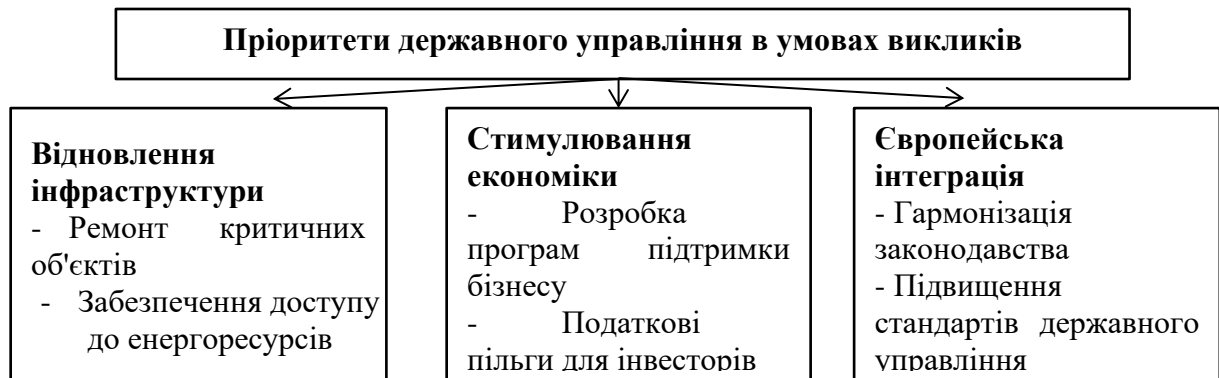 Пріоритети державного управління в умовах викликів
Відновлення
інфраструктури
- Ремонт критичних
об'єктів
- Забезпечення доступу
до енергоресурсів
Стимулювання
економіки
- Розробка
програм підтримки
бізнесу
- Податкові
пільги для інвесторів
Європейська
інтеграція
- Гармонізація
законодавства
- Підвищення
стандартів державного
управління